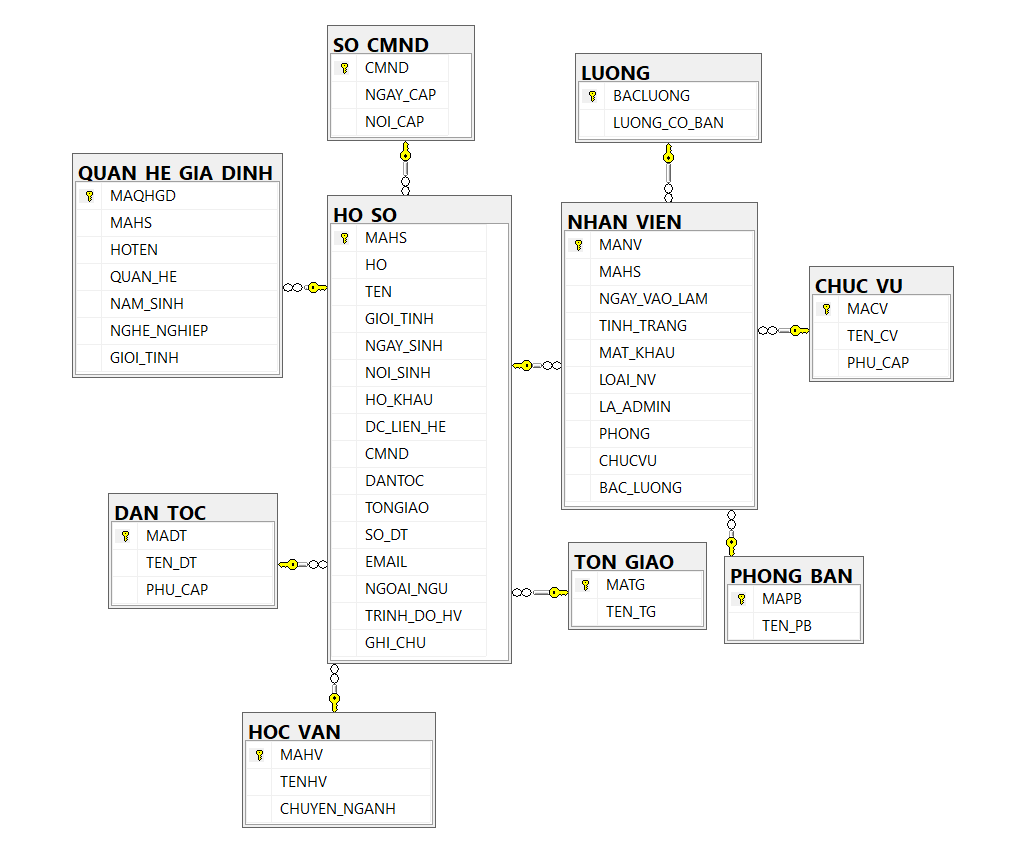 SO_CMND
CMND
NGAY_CAP
NOI_CAP
LUONG
BACLUONG
LUONG_CO_BAN
QUAN_HE_GIA_DINH
MAQHGD
MAHS
HOTEN
QUAN_HE
NAM_SINH
NGHE_NGHIEP
GIOI_TINH
HO_SO
MAHS
HO
TEN
GIOI_TINH
NGAY_SINH
NOI_SINH
HO_KHAU
DC_LIEN_HE
CMND
DANTOC
TONGIAO
SO_DT
EMAIL
NGOAI_NGU
TRINH_DO_HV
GHI_CHU
NHAN_VIEN
MANV
MAHS
NGAY_VAO_LAM
TINH_TRANG
MAT_KHAU
LOAI_NV
LA_ADMIN
PHONG
CHUCVU
BAC_LUONG
CHUC_VU
MACV
TEN_CV
PHU_CAP
DAN_TOC
MADT
TEN_DT
PHU_CAP
TON_GIAO
MATG
TEN_TG
PHONG_BAN
MAPB
TEN_PB
HOC_VAN
MAHV
TENHV
CHUYEN_NGANH